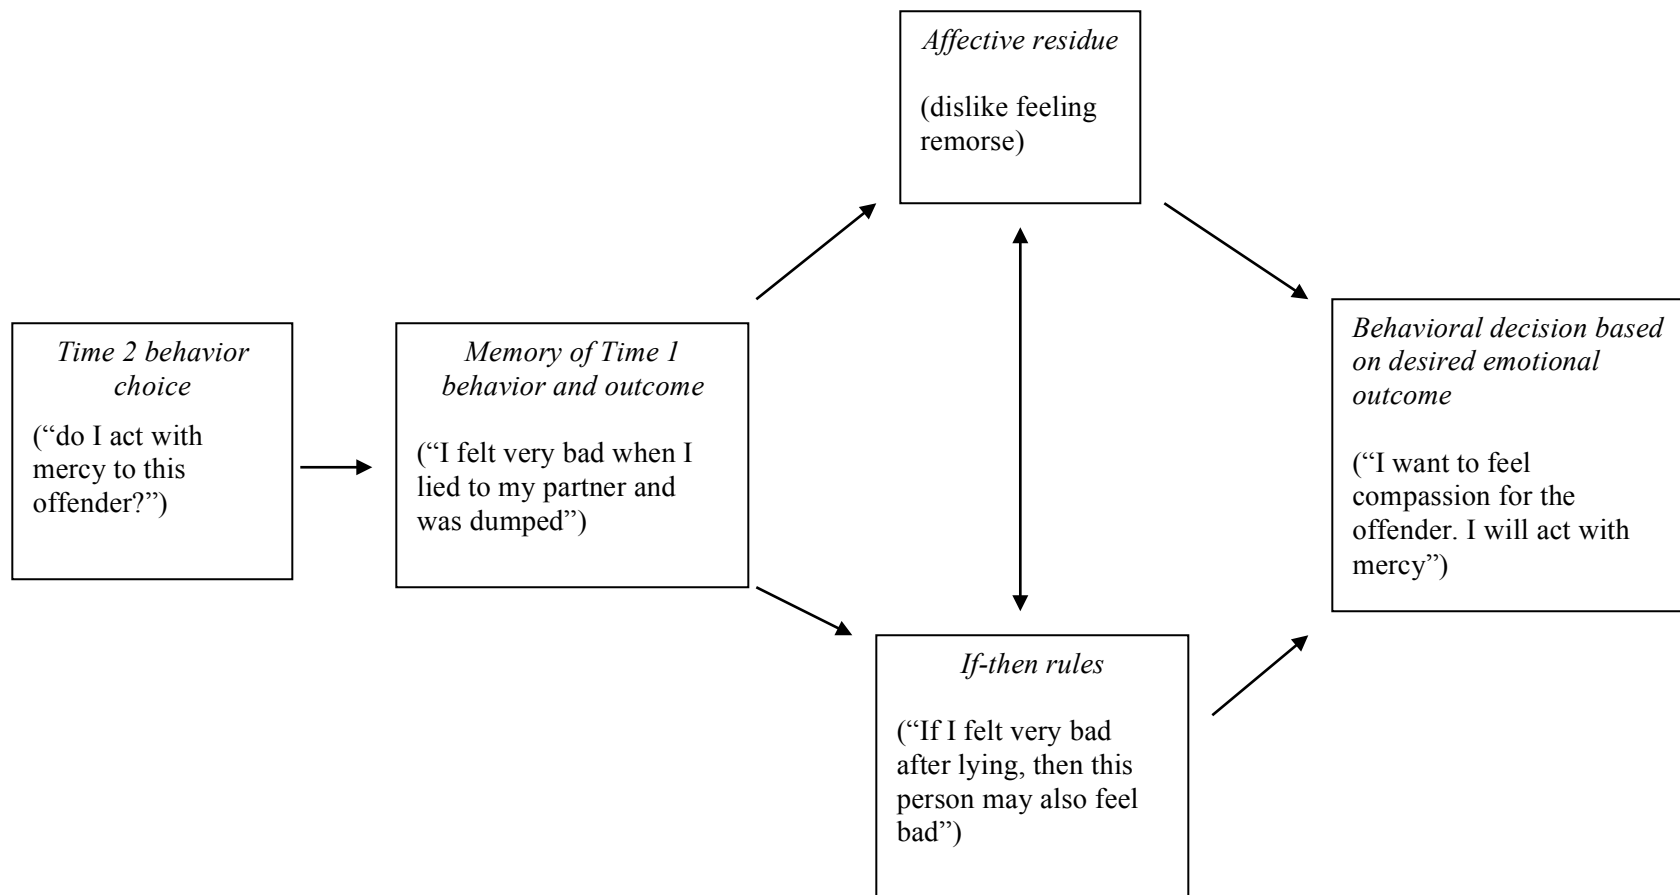 Affective residue
(dislike feeling
remorse)
Time 2 behavior
choice
(“do I act with
mercy to this
offender?”)
Memory of Time 1
behavior and outcome
(“I felt very bad when I
lied to my partner and
was dumped”)
Behavioral decision based
on desired emotional
outcome
(“I want to feel
compassion for the
offender. I will act with
mercy”)
If-then rules
(“If I felt very bad
after lying, then this
person may also feel
bad”)